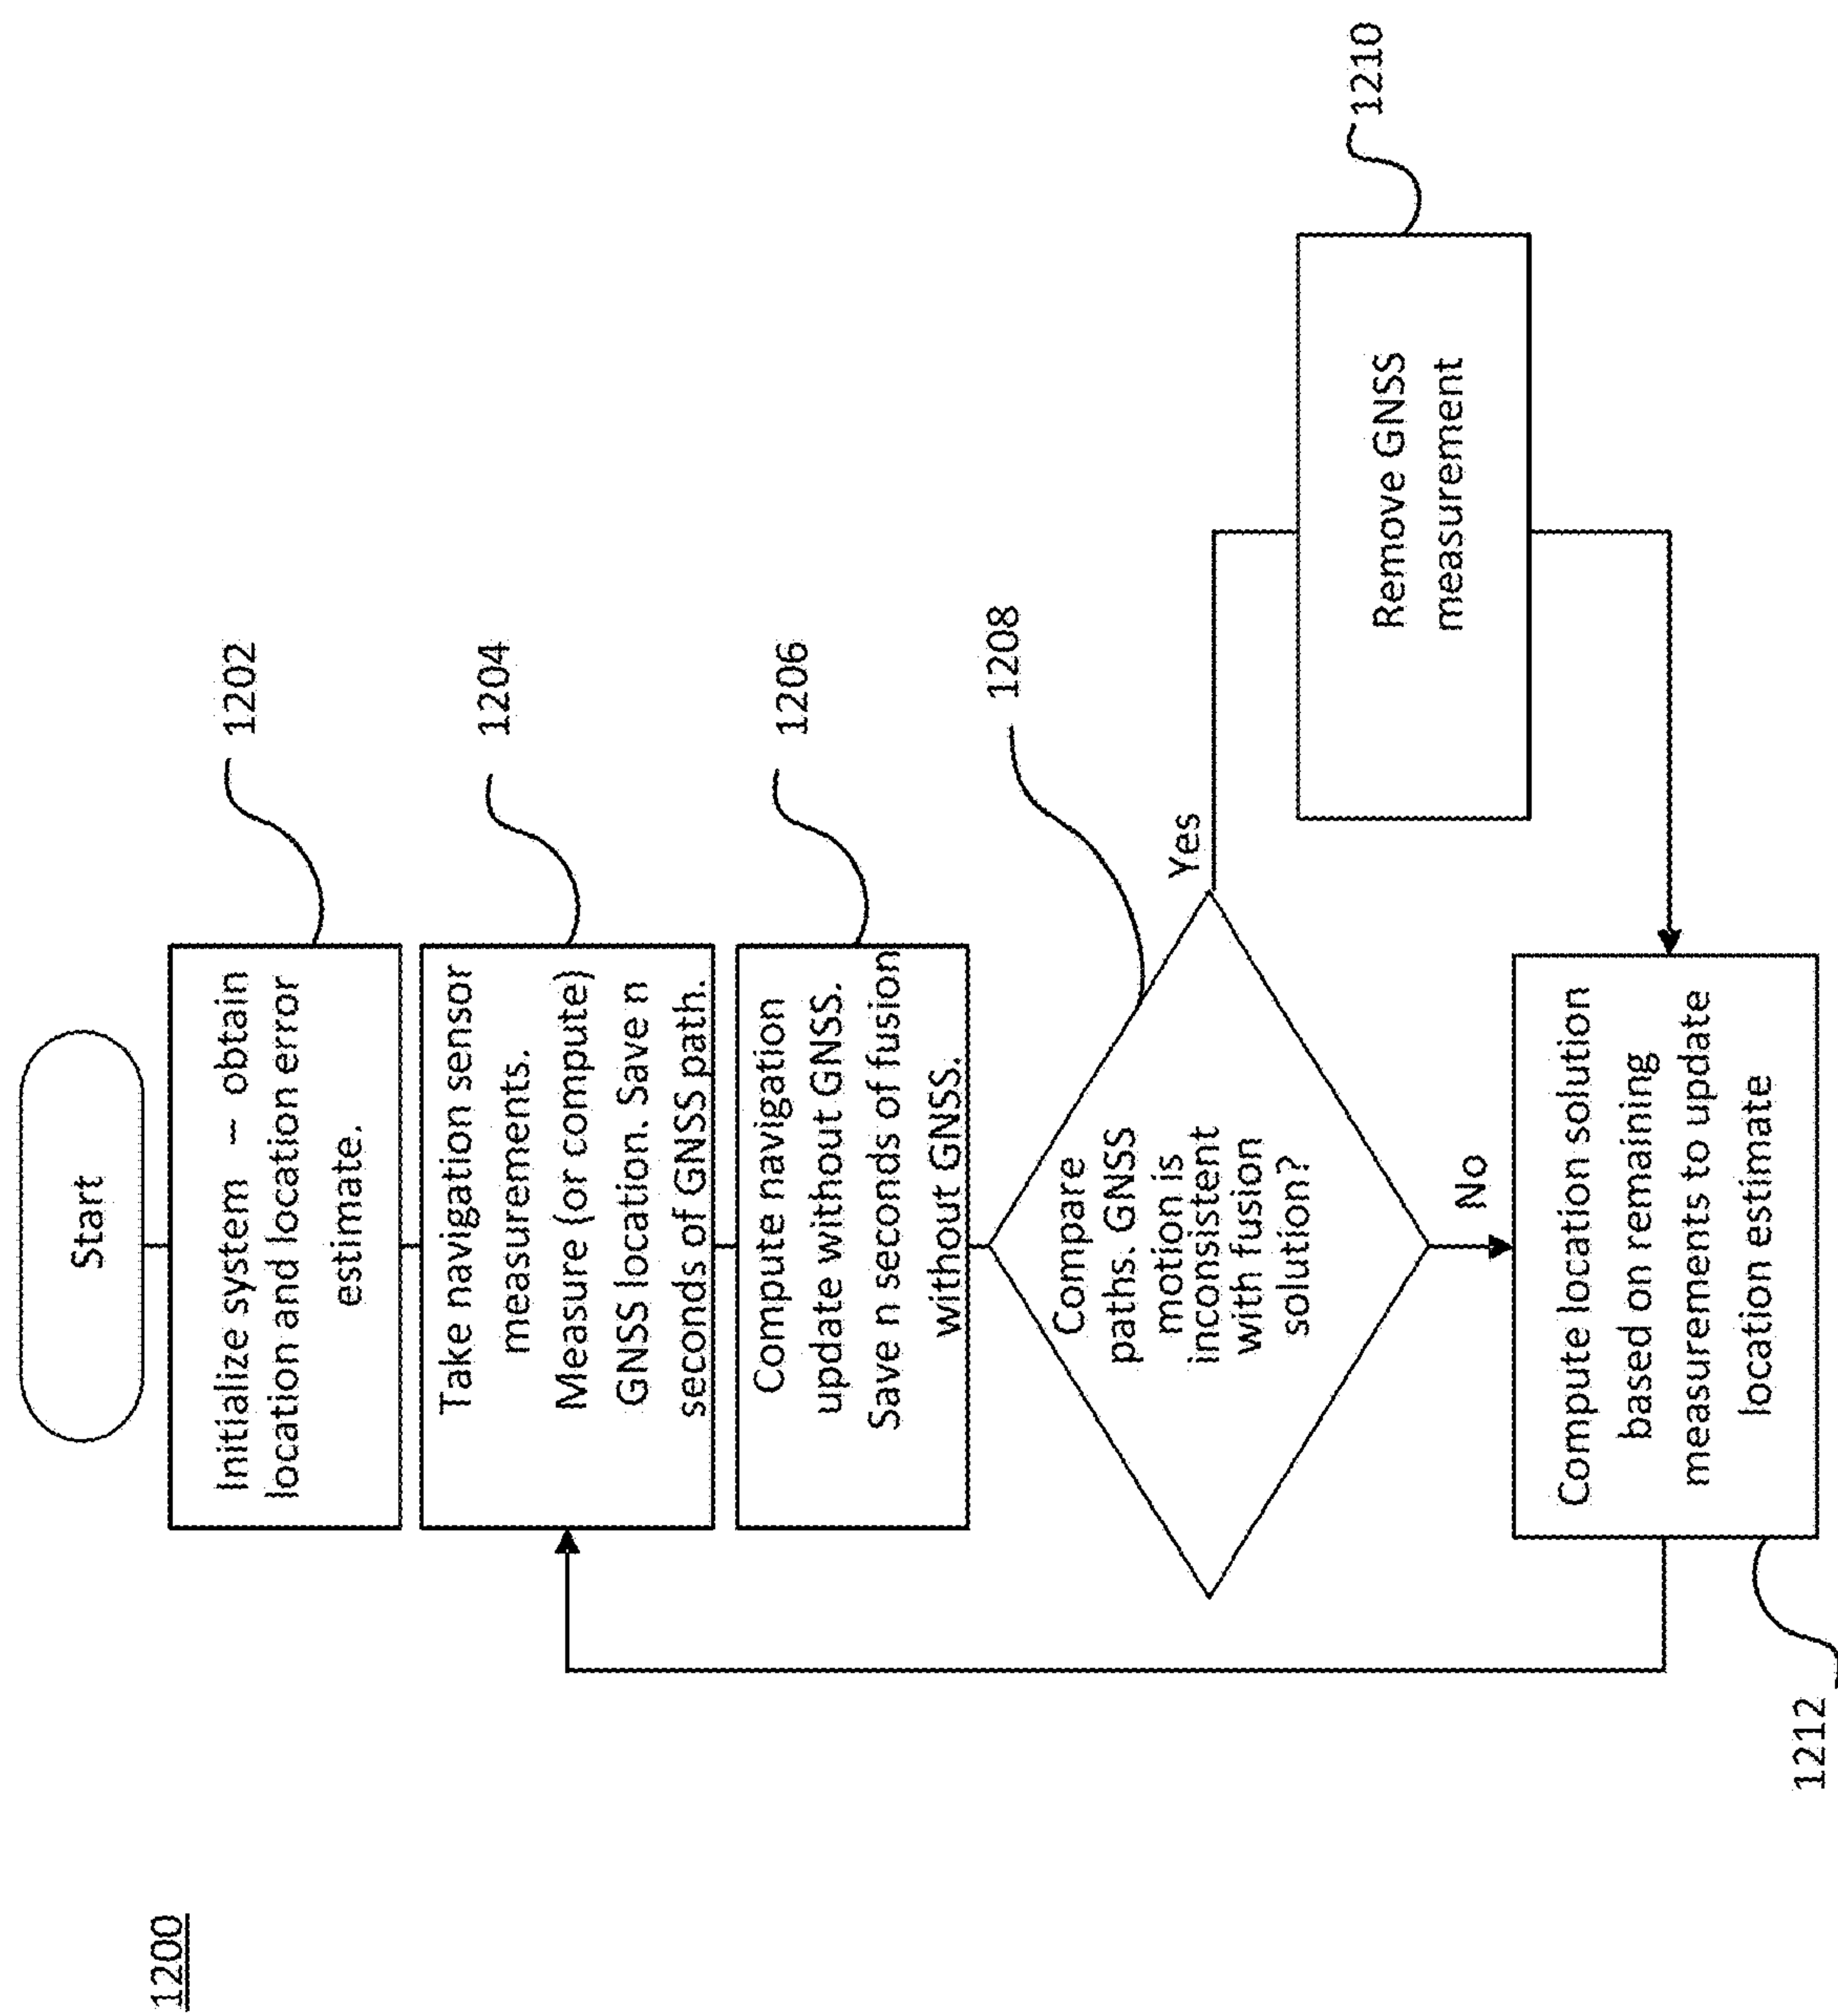 1200
Start
Initialize system – obtain
location and location error
estimate.
1202
Take navigation sensor
measurements.
Measure (or compute)
GNSS location. Save n
seconds of GNSS path.
1204
Compute navigation
update without GNSS.
Save n seconds of fusion
without GNSS.
1206
Compare
paths. GNSS
motion is
inconsistent
with fusion
solution?
1208
Yes
No
Remove GNSS
measurement
1210
Compute location solution
based on remaining
measurements to update
location estimate
1212